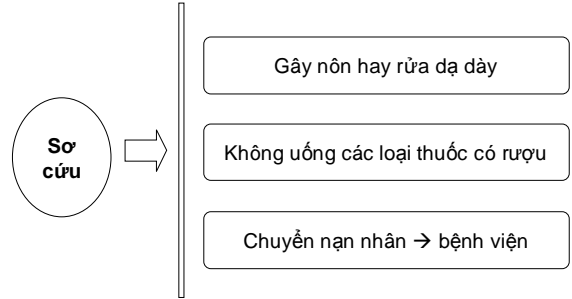 Sơ
cứu
Gây nôn hay rửa dạ dày
Không uống các loại thuốc có rượu
Chuyển nạn nhân → bệnh viện